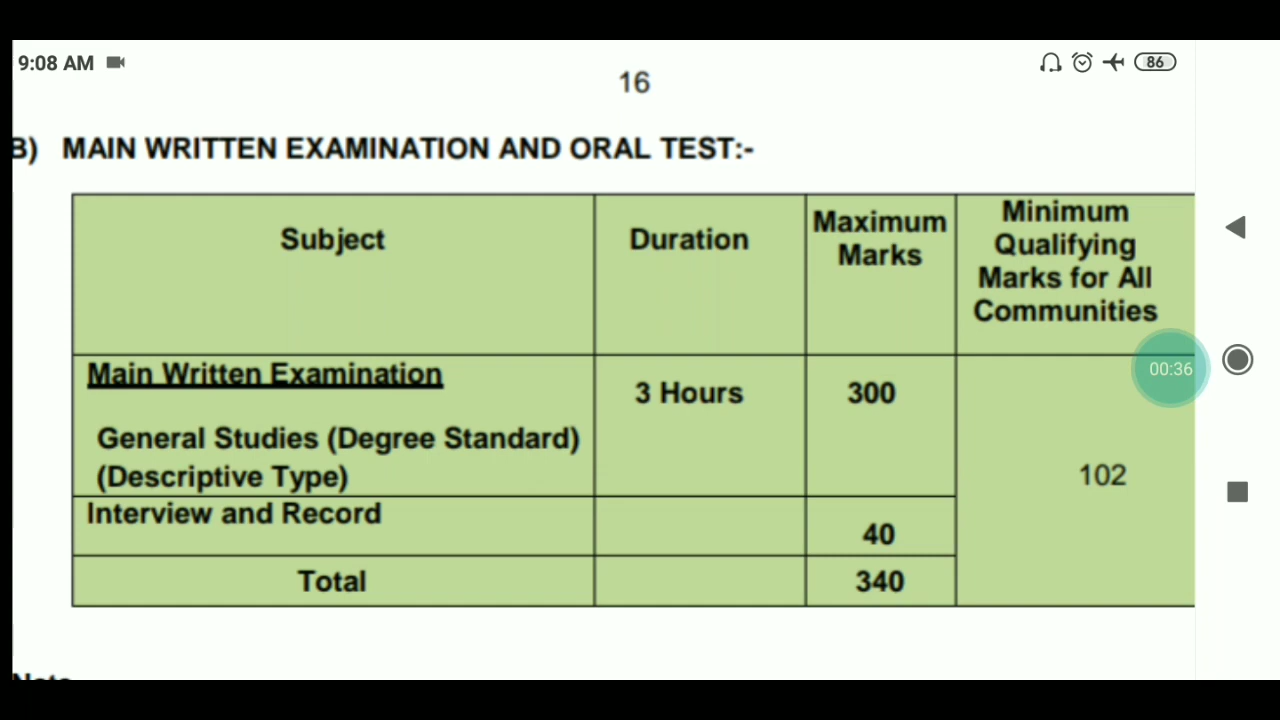 9:08 AM
86
16
B) MAIN WRITTEN EXAMINATION AND ORAL TEST:-
Subject
Duration
Maximum
Marks
Minimum
Qualifying
Marks for All
Communities
Main Written Examination
3 Hours
300
General Studies (Degree Standard)
(Descriptive Type)
102
Interview and Record
40
Total
340
00:36